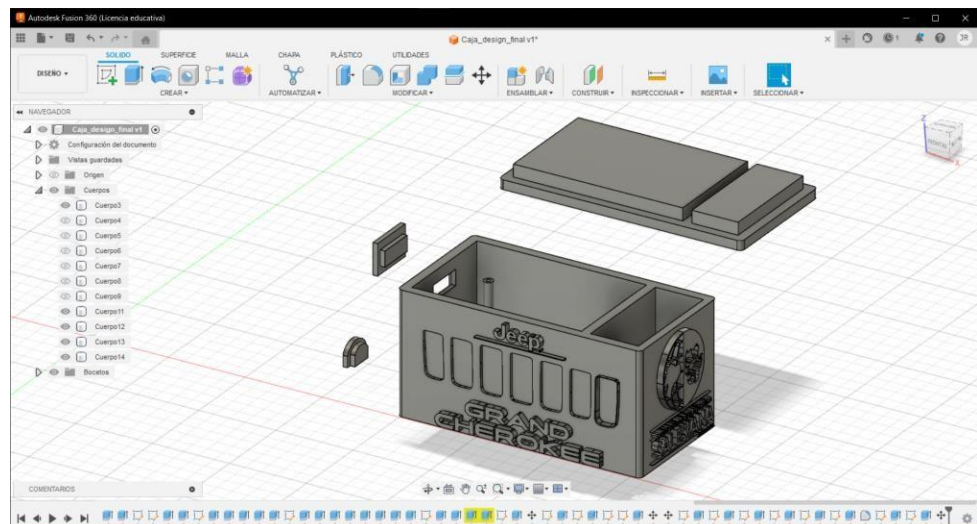 Autodesk Fusion 360 (Licencia educativa)
Caja_design_final v1*
1
JR
SÓLIDO
SUPERFICIE
MALLA
CHAPA
PLÁSTICO
UTILIDADES
DISEÑO
CREAR
AUTOMATIZAR
MODIFICAR
ENSAMBLAR
CONSTRUIR
INSPECCIONAR
INSERTAR
SELECCIONAR
NAVEGADOR
Caja_design_final v1
Configuración del documento
Vistas guardadas
Origen
Cuerpos
Cuerpo3
Cuerpo4
Cuerpo5
Cuerpo6
Cuerpo7
Cuerpo8
Cuerpo9
Cuerpo11
Cuerpo12
Cuerpo13
Cuerpo14
Bocetos
Z
X
Jeep
GRAND
CHEROKEE
COMENTARIOS